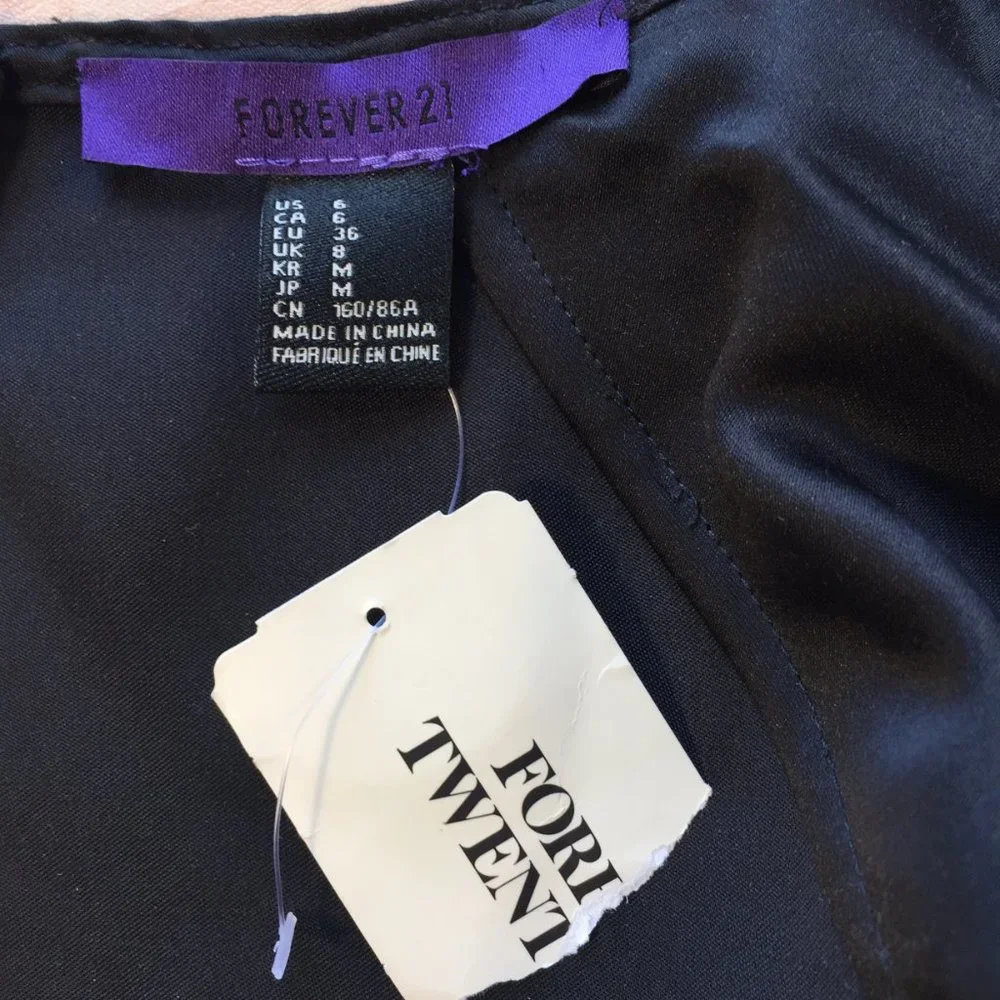 FOREVER 21
US 6
CA 6
EU 36
UK 8
KR M
JP M
CN 160/86A
MADE IN CHINA
FABRIQUÉ EN CHINE
FOR
TWENT